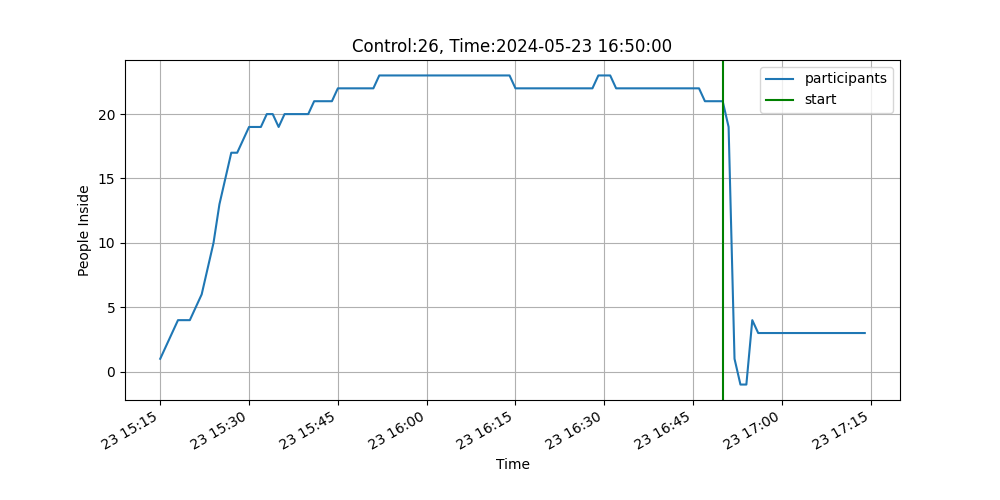 Control:26, Time:2024-05-23 16:50:00
participants
start
People Inside
20
15
10
5
0
23 15:15
23 15:30
23 15:45
23 16:00
23 16:15
23 16:30
23 16:45
23 17:00
23 17:15
Time